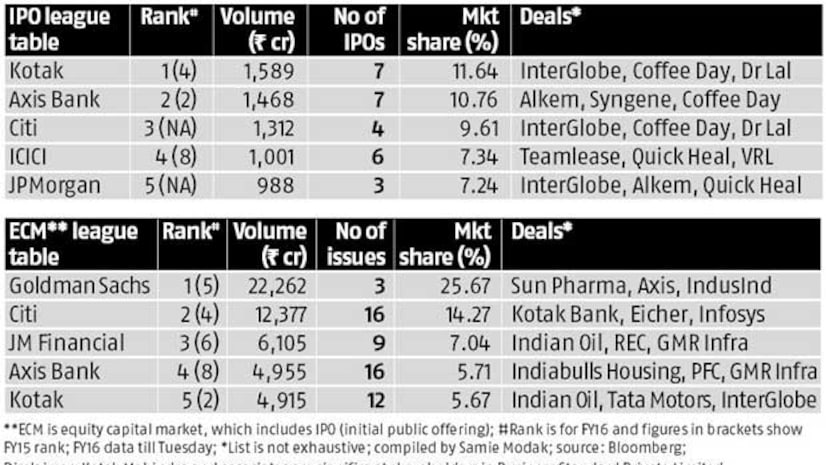 IPO league table Rank# Volume (₹ cr) No of IPOs Mkt share (%) Deals*
Kotak 1 (4) 1,589 7 11.64 InterGlobe, Coffee Day, Dr Lal
Axis Bank 2 (2) 1,468 7 10.76 Alkem, Syngene, Coffee Day
Citi 3 (NA) 1,312 4 9.61 InterGlobe, Coffee Day, Dr Lal
ICICI 4 (8) 1,001 6 7.34 Teamlease, Quick Heal, VRL
JPMorgan 5 (NA) 988 3 7.24 InterGlobe, Alkem, Quick Heal
ECM** league table Rank# Volume (₹ cr) No of issues Mkt share (%) Deals*
Goldman Sachs 1 (5) 22,262 3 25.67 Sun Pharma, Axis, IndusInd
Citi 2 (4) 12,377 16 14.27 Kotak Bank, Eicher, Infosys
JM Financial 3 (6) 6,105 9 7.04 Indian Oil, REC, GMR Infra
Axis Bank 4 (8) 4,955 16 5.71 Indiabulls Housing, PFC, GMR Infra
Kotak 5 (2) 4,915 12 5.67 Indian Oil, Tata Motors, InterGlobe
**ECM is equity capital market, which includes IPO (initial public offering); #Rank is for FY16 and figures in brackets show
FY15 rank; FY16 data till Tuesday; *List is not exhaustive; compiled by Samie Modak; source: Bloomberg;